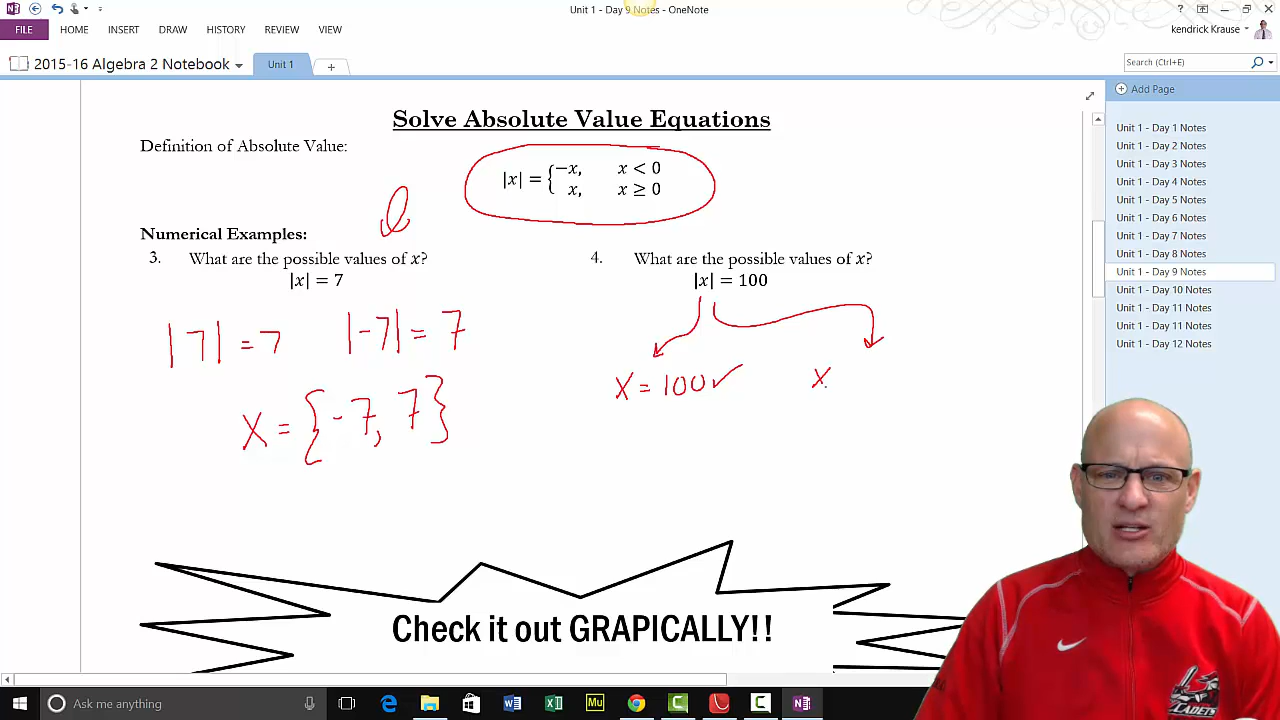 Unit 1 - Day 9 Notes - OneNote
FILE HOME INSERT DRAW HISTORY REVIEW VIEW
kendrick Krause
2015-16 Algebra 2 Notebook
Unit 1
Search (Ctrl+E)
Add Page
Unit 1 - Day 1 Notes
Unit 1 - Day 2 Notes
Unit 1 - Day 3 Notes
Unit 1 - Day 4 Notes
Unit 1 - Day 5 Notes
Unit 1 - Day 6 Notes
Unit 1 - Day 7 Notes
Unit 1 - Day 8 Notes
Unit 1 - Day 9 Notes
Unit 1 - Day 10 Notes
Unit 1 - Day 11 Notes
Unit 1 - Day 11 Notes
Unit 1 - Day 12 Notes
Solve Absolute Value Equations
Definition of Absolute Value:
|x| = { −x, x < 0
x, x ≥ 0
Numerical Examples:
3. What are the possible values of x?
|x| = 7
|7| = 7 |-7| = 7
X = {-7, 7}
4. What are the possible values of x?
|x| = 100
X = 100 ✓ X
Check it out GRAPICALLY!!
CADETS
Ask me anything
Mu